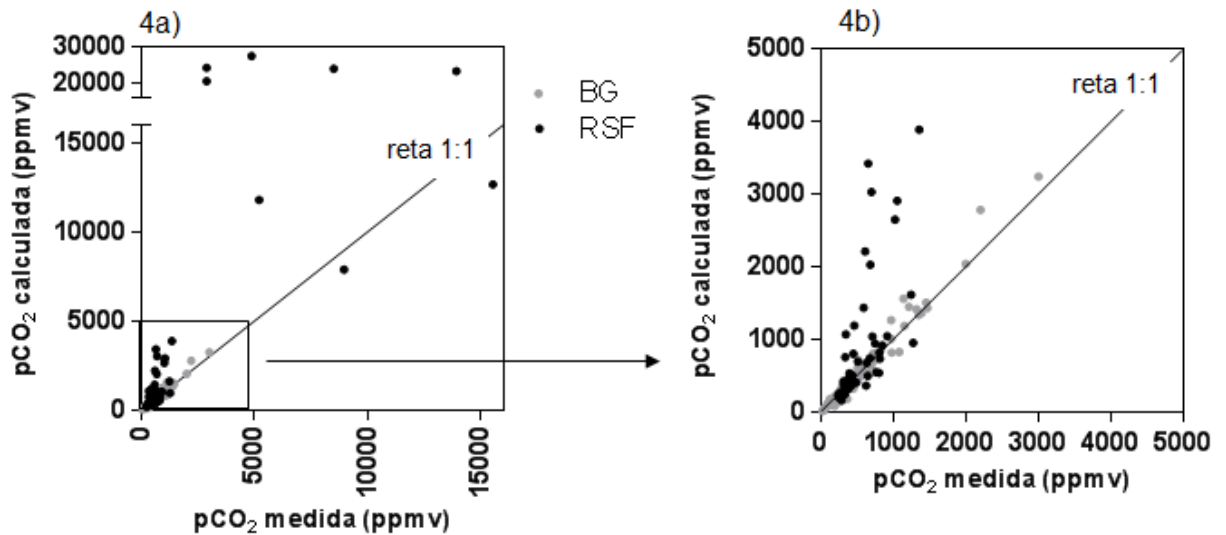 4a)
30000
25000
20000
15000
10000
5000
0
0
5000
10000
15000
pCO₂ calculada (ppmv)
pCO₂ medida (ppmv)
reta 1:1
BG
RSF
4b)
5000
4000
3000
2000
1000
0
0 1000 2000 3000 4000 5000
pCO₂ calculada (ppmv)
pCO₂ medida (ppmv)
reta 1:1